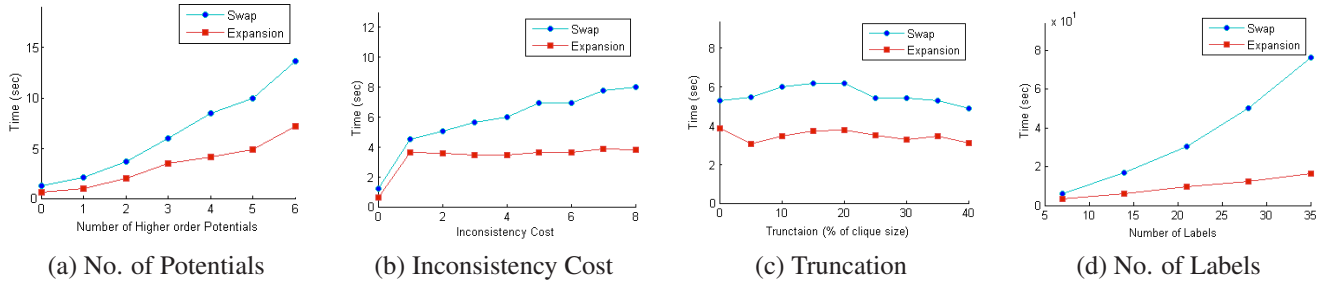 Swap
Expansion
Time (sec)
15
10
5
0
0 1 2 3 4 5 6
Number of Higher order Potentials
(a) No. of Potentials
Swap
Expansion
Time (sec)
12
10
8
6
4
2
0
0 2 4 6 8
Inconsistency Cost
(b) Inconsistency Cost
Swap
Expansion
Time (sec)
8
6
4
2
0
0 10 20 30 40
Trunctaion (% of clique size)
(c) Truncation
x 10¹
Swap
Expansion
Time (sec)
8
6
4
2
0
5 10 15 20 25 30 35
Number of Labels
(d) No. of Labels